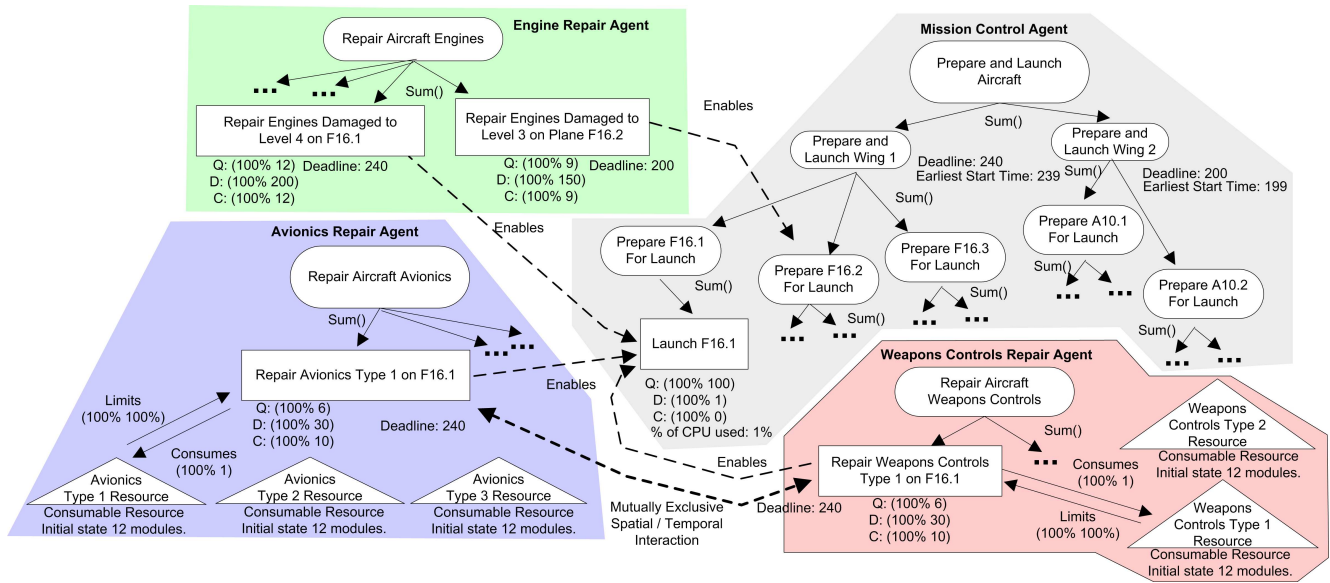 Engine Repair Agent
Repair Aircraft Engines
Sum()
Repair Engines Damaged to
Level 4 on F16.1
Q: (100% 12)
D: (100% 200)
C: (100% 12)
Deadline: 240
Repair Engines Damaged to
Level 3 on Plane F16.2
Q: (100% 9)
D: (100% 150)
C: (100% 9)
Deadline: 200
Enables
Enables
Mission Control Agent
Prepare and Launch
Aircraft
Sum()
Prepare and
Launch Wing 1
Deadline: 240
Earliest Start Time: 239
Sum()
Prepare and
Launch Wing 2
Deadline: 200
Earliest Start Time: 199
Sum()
Prepare F16.1
For Launch
Sum()
Prepare F16.2
For Launch
Sum()
Prepare F16.3
For Launch
Sum()
Prepare A10.1
For Launch
Sum()
Prepare A10.2
For Launch
Sum()
Launch F16.1
Q: (100% 100)
D: (100% 1)
C: (100% 0)
% of CPU used: 1%
Avionics Repair Agent
Repair Aircraft Avionics
Sum()
Repair Avionics Type 1 on F16.1
Q: (100% 6)
D: (100% 30)
C: (100% 10)
Deadline: 240
Enables
Limits
(100% 100%)
Consumes
(100% 1)
Avionics
Type 1 Resource
Consumable Resource
Initial state 12 modules.
Avionics
Type 2 Resource
Consumable Resource
Initial state 12 modules.
Avionics
Type 3 Resource
Consumable Resource
Initial state 12 modules.
Mutually Exclusive
Spatial / Temporal
Interaction
Weapons Controls Repair Agent
Repair Aircraft
Weapons Controls
Sum()
Enables
Repair Weapons Controls
Type 1 on F16.1
Deadline: 240
Q: (100% 6)
D: (100% 30)
C: (100% 10)
Consumes
(100% 1)
Limits
(100% 100%)
Weapons
Controls Type 2
Resource
Consumable Resource
Initial state 12 modules.
Weapons
Controls Type 1
Resource
Consumable Resource
Initial state 12 modules.